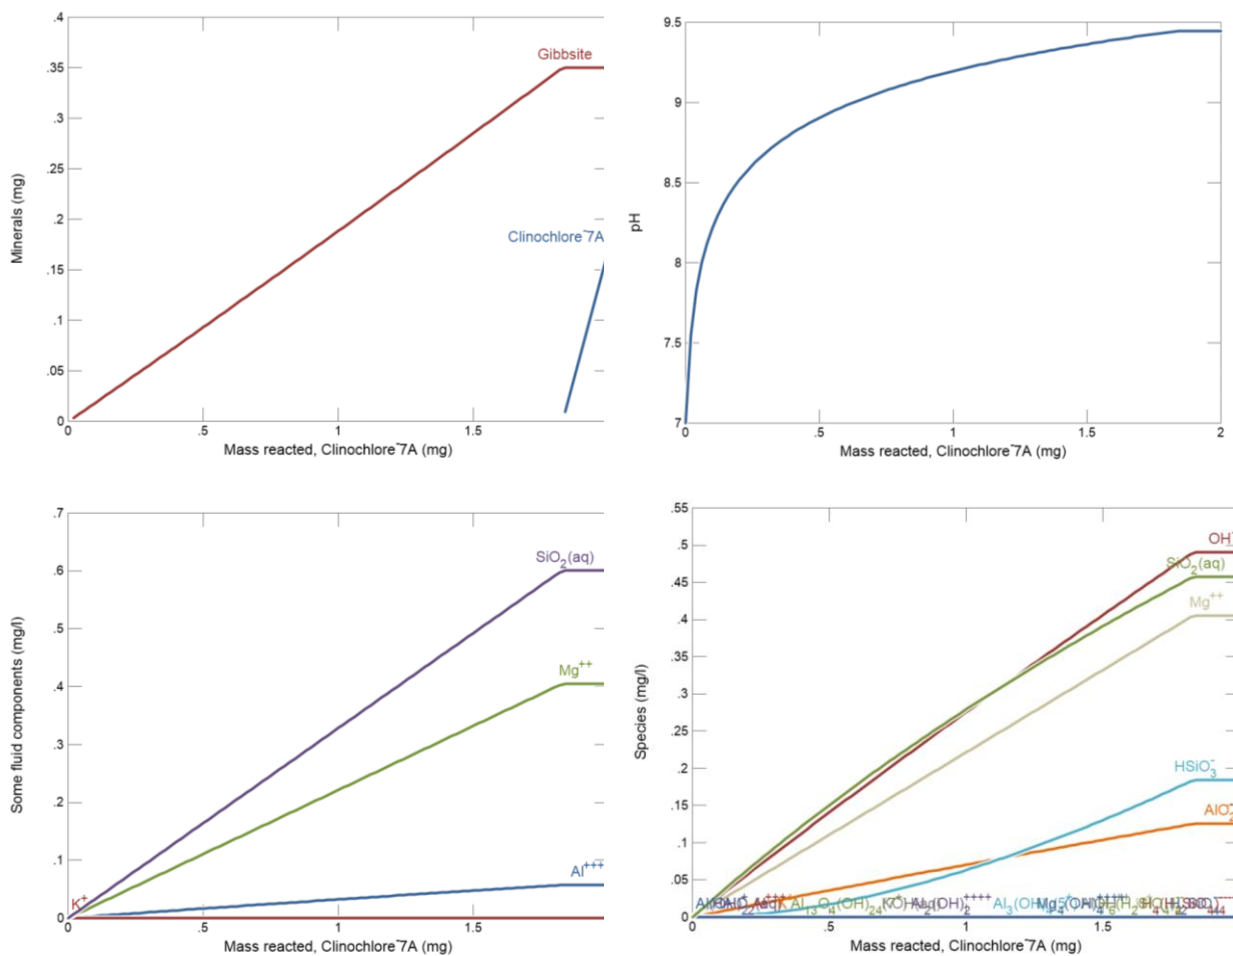 .4
Gibbsite
.35
.3
.25
Minerals (mg)
.2
Clinochlore-7A
.15
.1
.05
0
0 .5 1 1.5
Mass reacted, Clinochlore-7A (mg)
9.5
9
8.5
pH
8
7.5
7
0 .5 1 1.5 2
Mass reacted, Clinochlore-7A (mg)
.7
SiO2(aq)
.6
.5
Mg++
.4
Some fluid components (mg/l)
.3
.2
.1
Al+++
K+
0
0 .5 1 1.5
Mass reacted, Clinochlore-7A (mg)
.55
OH-
.5
SiO2(aq)
.45
Mg++
.4
.35
.3
Species (mg/l)
.25
.2
HSiO3-
.15
AlO2-
.1
.05
0
0 .5 1 1.5
Mass reacted, Clinochlore-7A (mg)